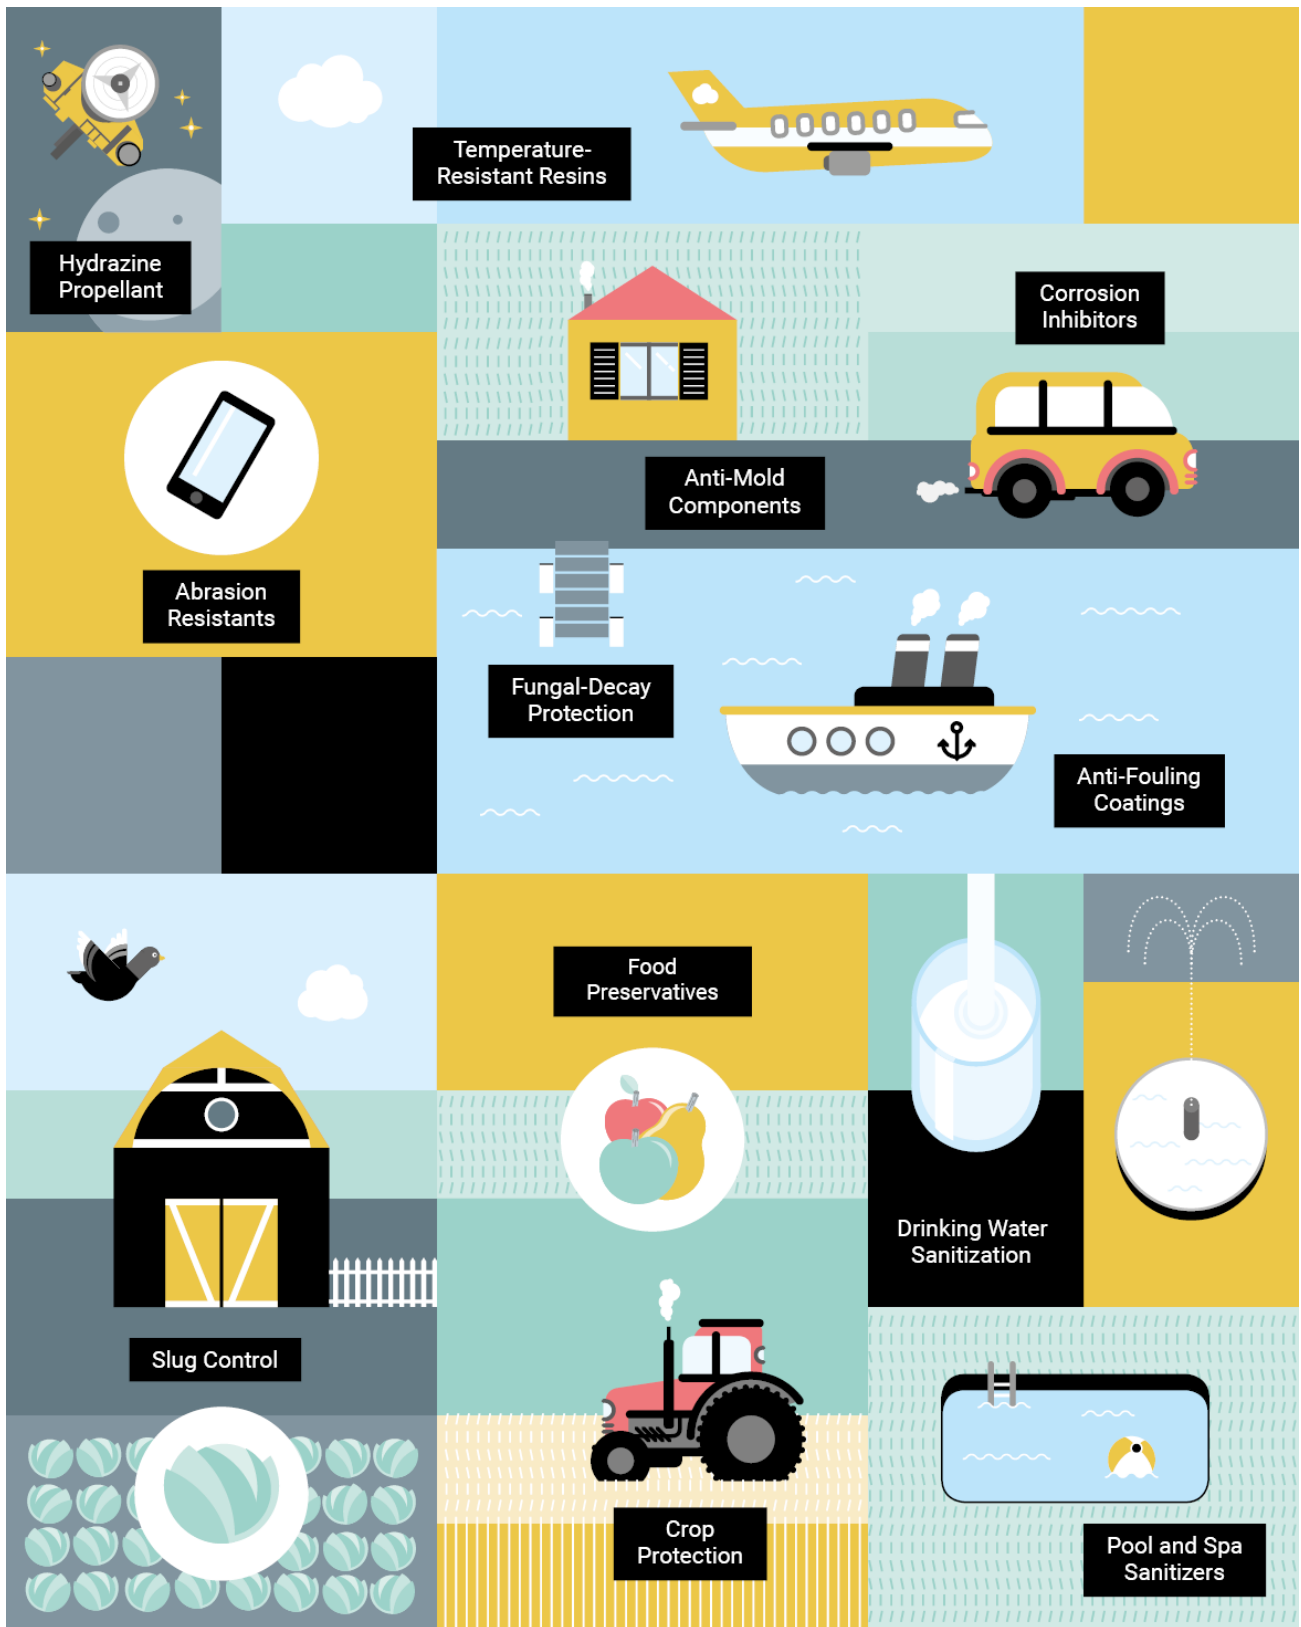 Temperature-
Resistant Resins
Hydrazine
Propellant
Corrosion
Inhibitors
Anti-Mold
Components
Abrasion
Resistants
Fungal-Decay
Protection
Anti-Fouling
Coatings
Food
Preservatives
Drinking Water
Sanitization
Slug Control
Crop
Protection
Pool and Spa
Sanitizers